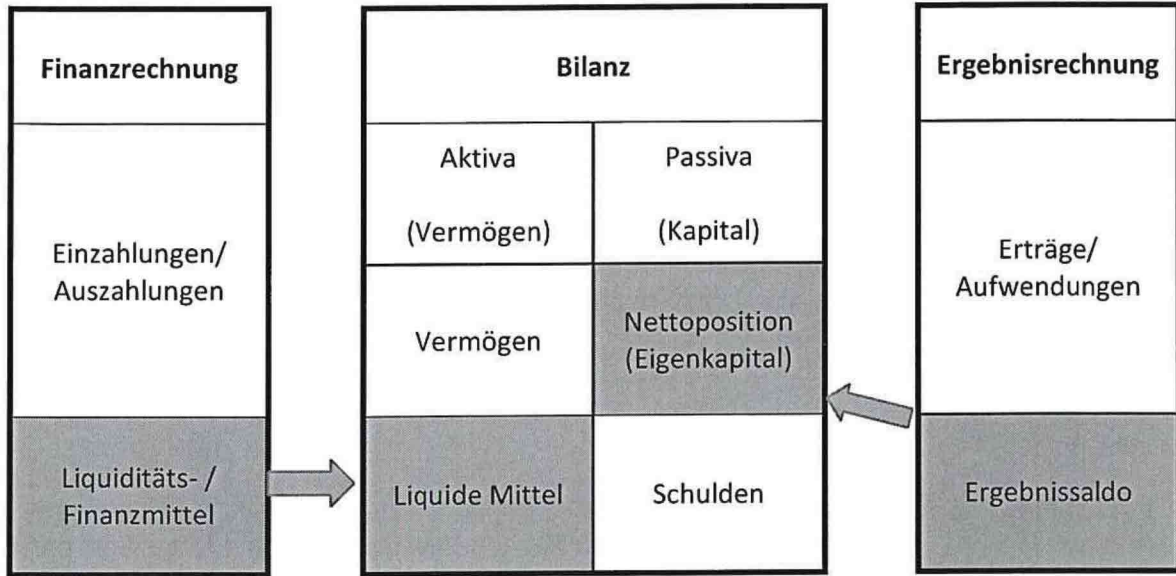 Finanzrechnung
Einzahlungen/
Auszahlungen
Liquiditäts- /
Finanzmittel
Bilanz
Aktiva
(Vermögen)
Passiva
(Kapital)
Vermögen
Nettoposition
(Eigenkapital)
Liquide Mittel
Schulden
Ergebnisrechnung
Erträge/
Aufwendungen
Ergebnissaldo